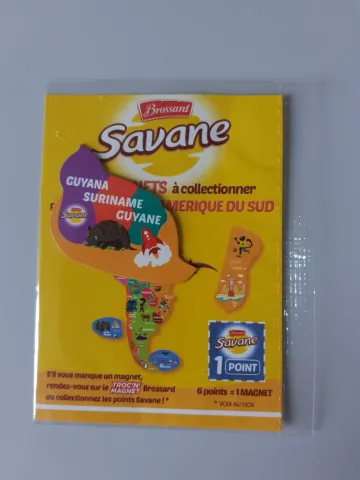 Brossard
Savane
ETS à collectionner
MERIQUE DU SUD
GUYANA
SURINAME
GUYANE
Savane
Brossard
Savane
1 POINT
S'il vous manque un magnet,
rendez-vous sur le TROC'N' MAGNET Brossard
ou collectionnez les points Savane ! *
6 points = 1 MAGNET
* VOIR AU DOS